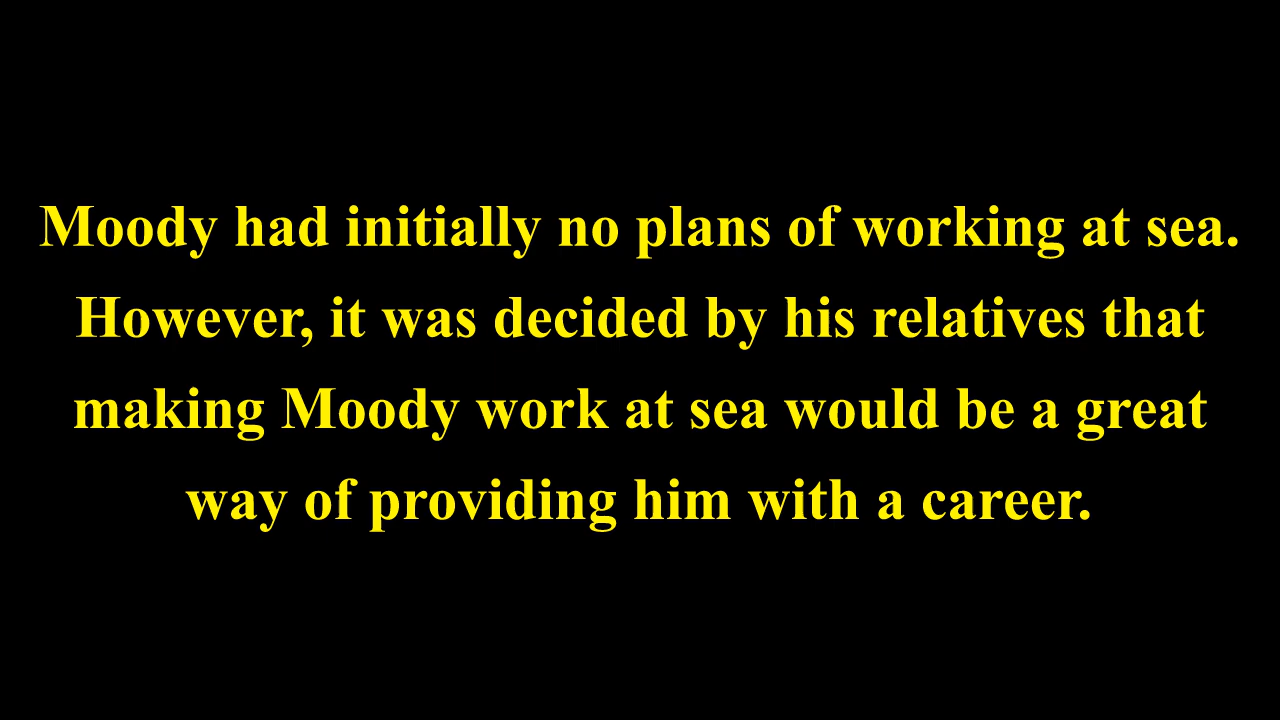 Moody had initially no plans of working at sea.
However, it was decided by his relatives that
making Moody work at sea would be a great
way of providing him with a career.